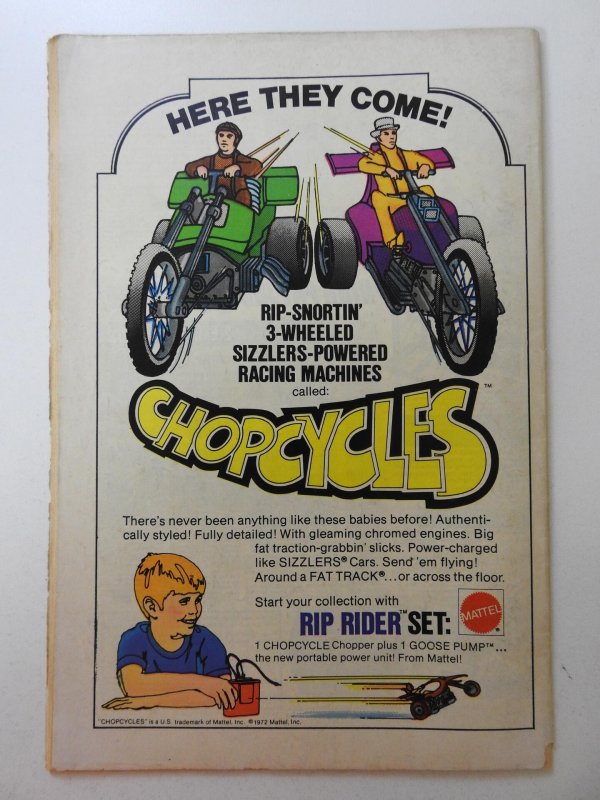 HERE THEY COME!
RIP-SNORTIN'
3-WHEELED
SIZZLERS-POWERED
RACING MACHINES
called:
CHOPCYCLES™
There's never been anything like these babies before! Authenti-
cally styled! Fully detailed! With gleaming chromed engines. Big
fat traction-grabbin' slicks. Power-charged
like SIZZLERS® Cars. Send 'em flying!
Around a FAT TRACK®...or across the floor.
Start your collection with
RIP RIDER™ SET:
MATTEL®
1 CHOPCYCLE Chopper plus 1 GOOSE PUMP™...
the new portable power unit! From Mattel!
"CHOPCYCLES" is a U.S. trademark of Mattel, Inc. ©1972 Mattel, Inc.